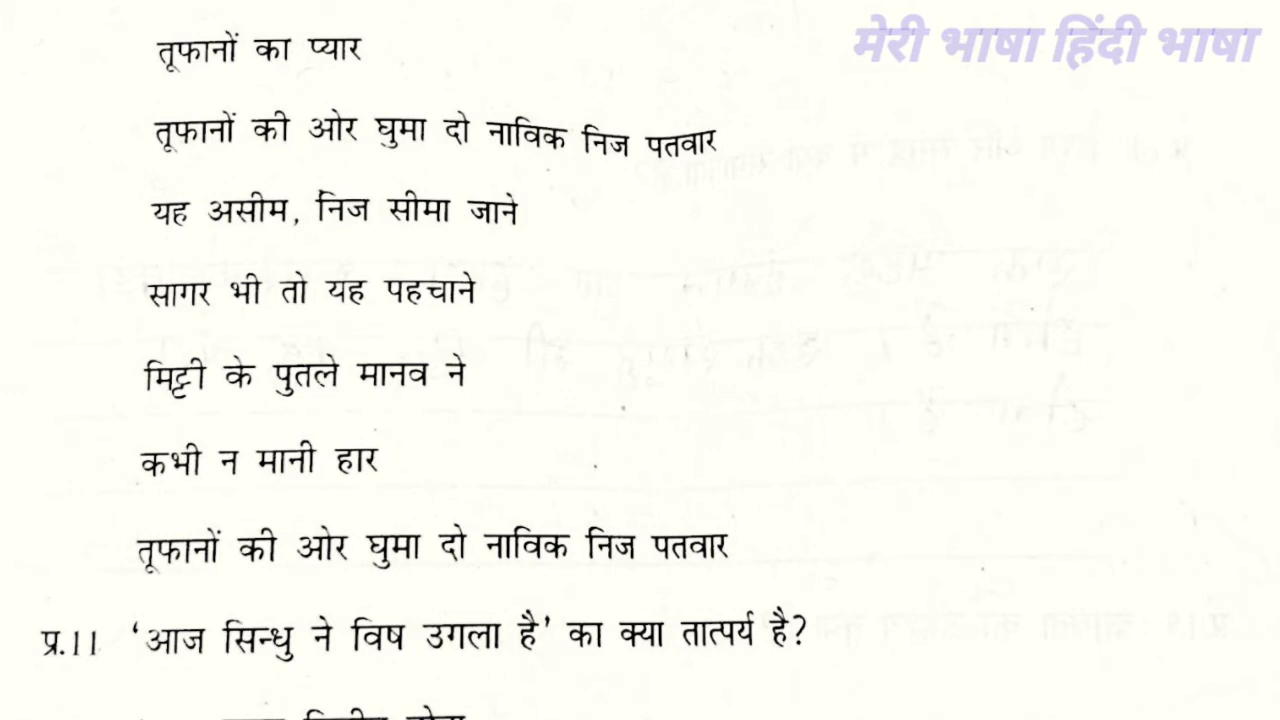 मेरी भाषा हिंदी भाषा
तूफानों का प्यार
तूफानों की ओर घुमा दो नाविक निज पतवार
यह असीम, निज सीमा जाने
सागर भी तो यह पहचाने
मिट्टी के पुतले मानव ने
कभी न मानी हार
तूफानों की ओर घुमा दो नाविक निज पतवार
प्र.11 ‘आज सिन्धु ने विष उगला है’ का क्या तात्पर्य है?